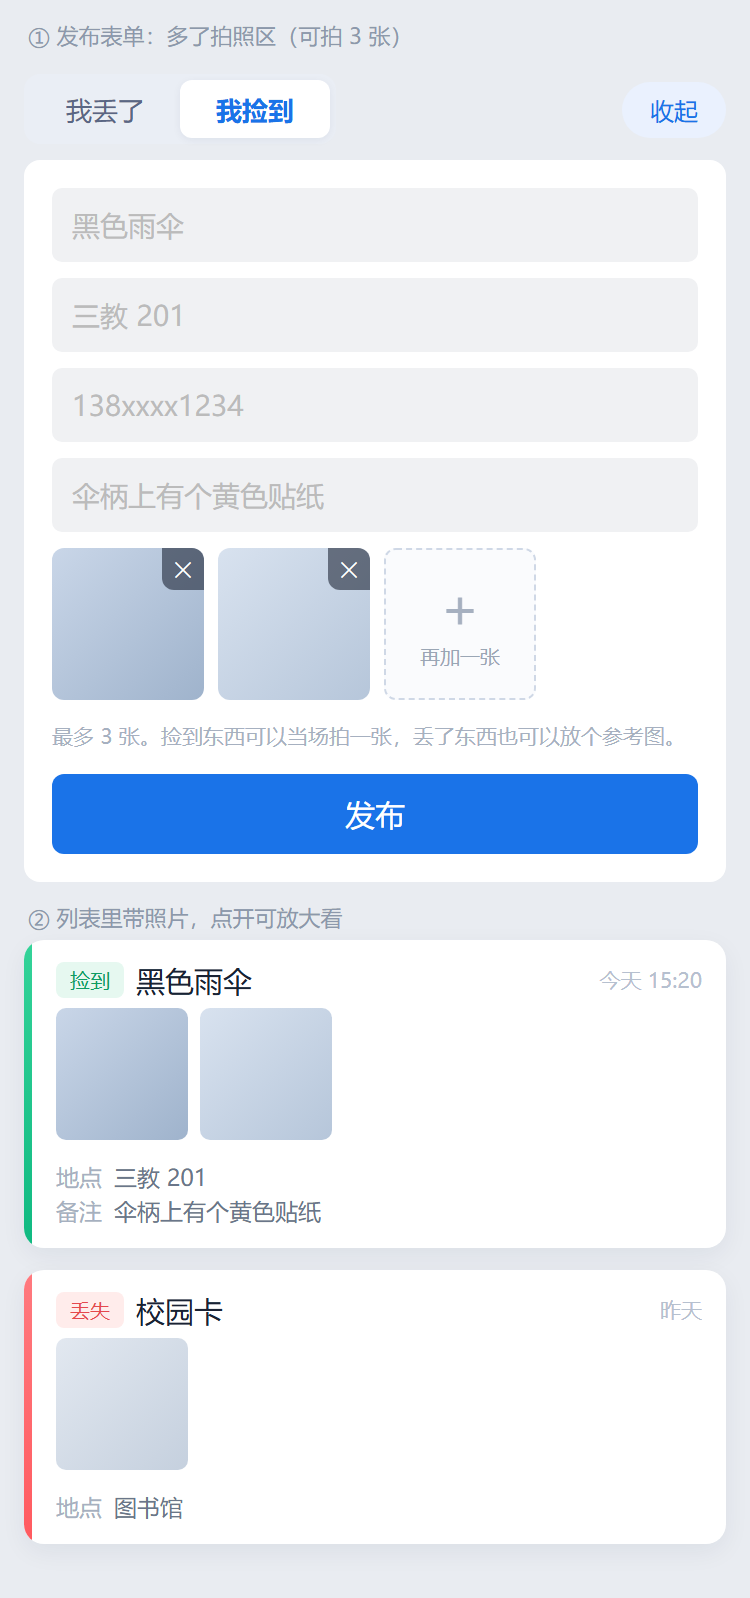 ① 发布表单：多了拍照区（可拍 3 张）
我丢了 我捡到 收起
黑色雨伞
三教 201
138xxxx1234
伞柄上有个黄色贴纸
× ×
+
再加一张
最多 3 张。捡到东西可以当场拍一张，丢了东西也可以放个参考图。
发布
② 列表里带照片，点开可放大看
捡到 黑色雨伞 今天 15:20
地点 三教 201
备注 伞柄上有个黄色贴纸
丢失 校园卡 昨天
地点 图书馆